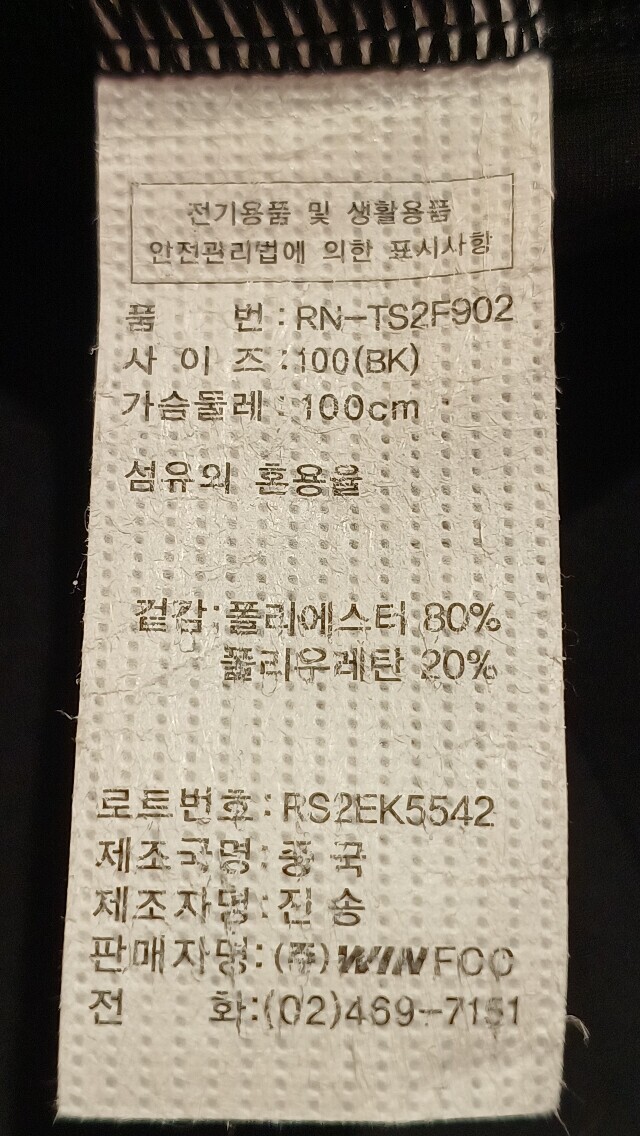 전기용품 및 생활용품
안전관리법에 의한 표시사항
품 번 : RN-TS2F902
사 이 즈 : 100(BK)
가슴둘레 : 100cm
섬유의 혼용율
겉감 : 폴리에스터 80%
폴리우레탄 20%
로트번호 : RS2EK5542
제조국명 : 중 국
제조자명 : 진 송
판매자명 : (주)WIN FCC
전 화 : (02)469-7151